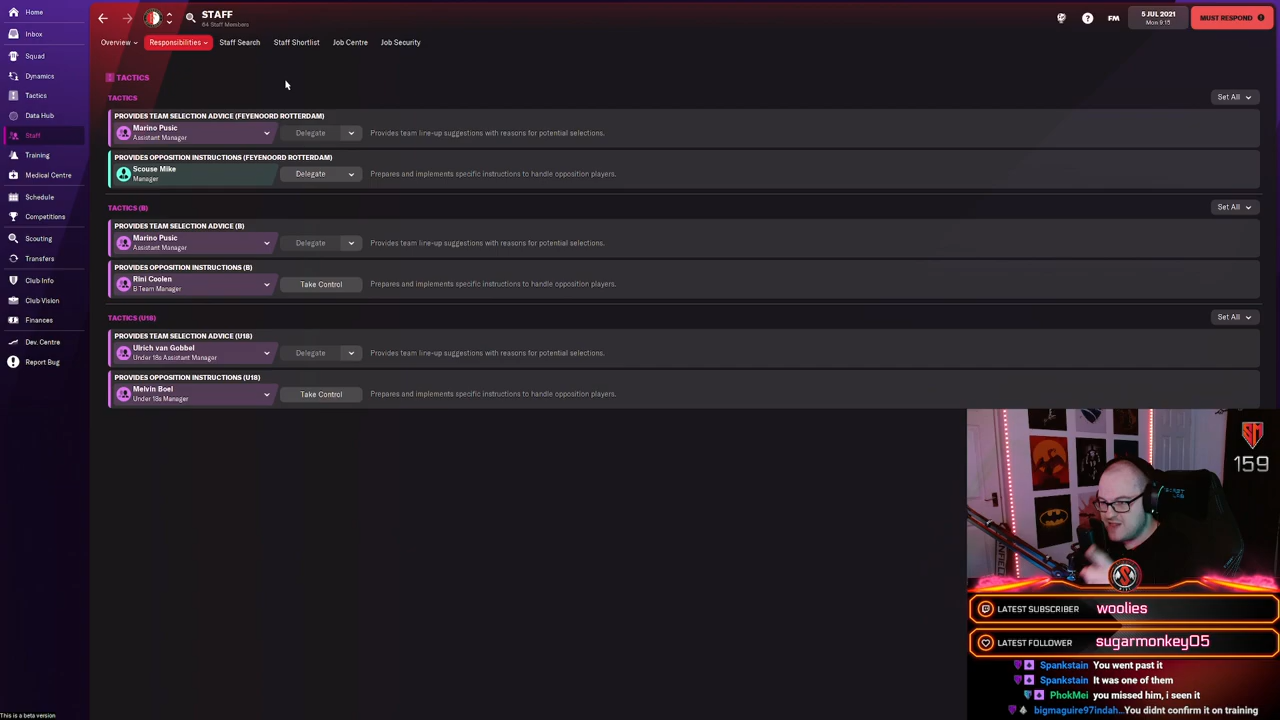 Home
Inbox
Squad
Dynamics
Tactics
Data Hub
Staff
Training
Medical Centre
Schedule
Competitions
Scouting
Transfers
Club Info
Club Vision
Finances
Dev. Centre
Report Bug
This is a beta version
STAFF
64 Staff Members
FM
5 JUL 2021
Mon 9:15
MUST RESPOND
Overview
Responsibilities
Staff Search
Staff Shortlist
Job Centre
Job Security
TACTICS
TACTICS
Set All
PROVIDES TEAM SELECTION ADVICE (FEYENOORD ROTTERDAM)
Marino Pusic
Assistant Manager
Delegate
Provides team line-up suggestions with reasons for potential selections.
PROVIDES OPPOSITION INSTRUCTIONS (FEYENOORD ROTTERDAM)
Scouse Mike
Manager
Delegate
Prepares and implements specific instructions to handle opposition players.
TACTICS (B)
Set All
PROVIDES TEAM SELECTION ADVICE (B)
Marino Pusic
Assistant Manager
Delegate
Provides team line-up suggestions with reasons for potential selections.
PROVIDES OPPOSITION INSTRUCTIONS (B)
Rini Coolen
B Team Manager
Take Control
Prepares and implements specific instructions to handle opposition players.
TACTICS (U18)
Set All
PROVIDES TEAM SELECTION ADVICE (U18)
Ulrich van Gobbel
Under 18s Assistant Manager
Delegate
Provides team line-up suggestions with reasons for potential selections.
PROVIDES OPPOSITION INSTRUCTIONS (U18)
Melvin Boel
Under 18s Manager
Take Control
Prepares and implements specific instructions to handle opposition players.
SM
159
LATEST SUBSCRIBER woolies
LATEST FOLLOWER sugarmonkey05
Spankstain You went past it
Spankstain It was one of them
PhokMei you missed him, i seen it
bigmaguire97indah... You didnt confirm it on training